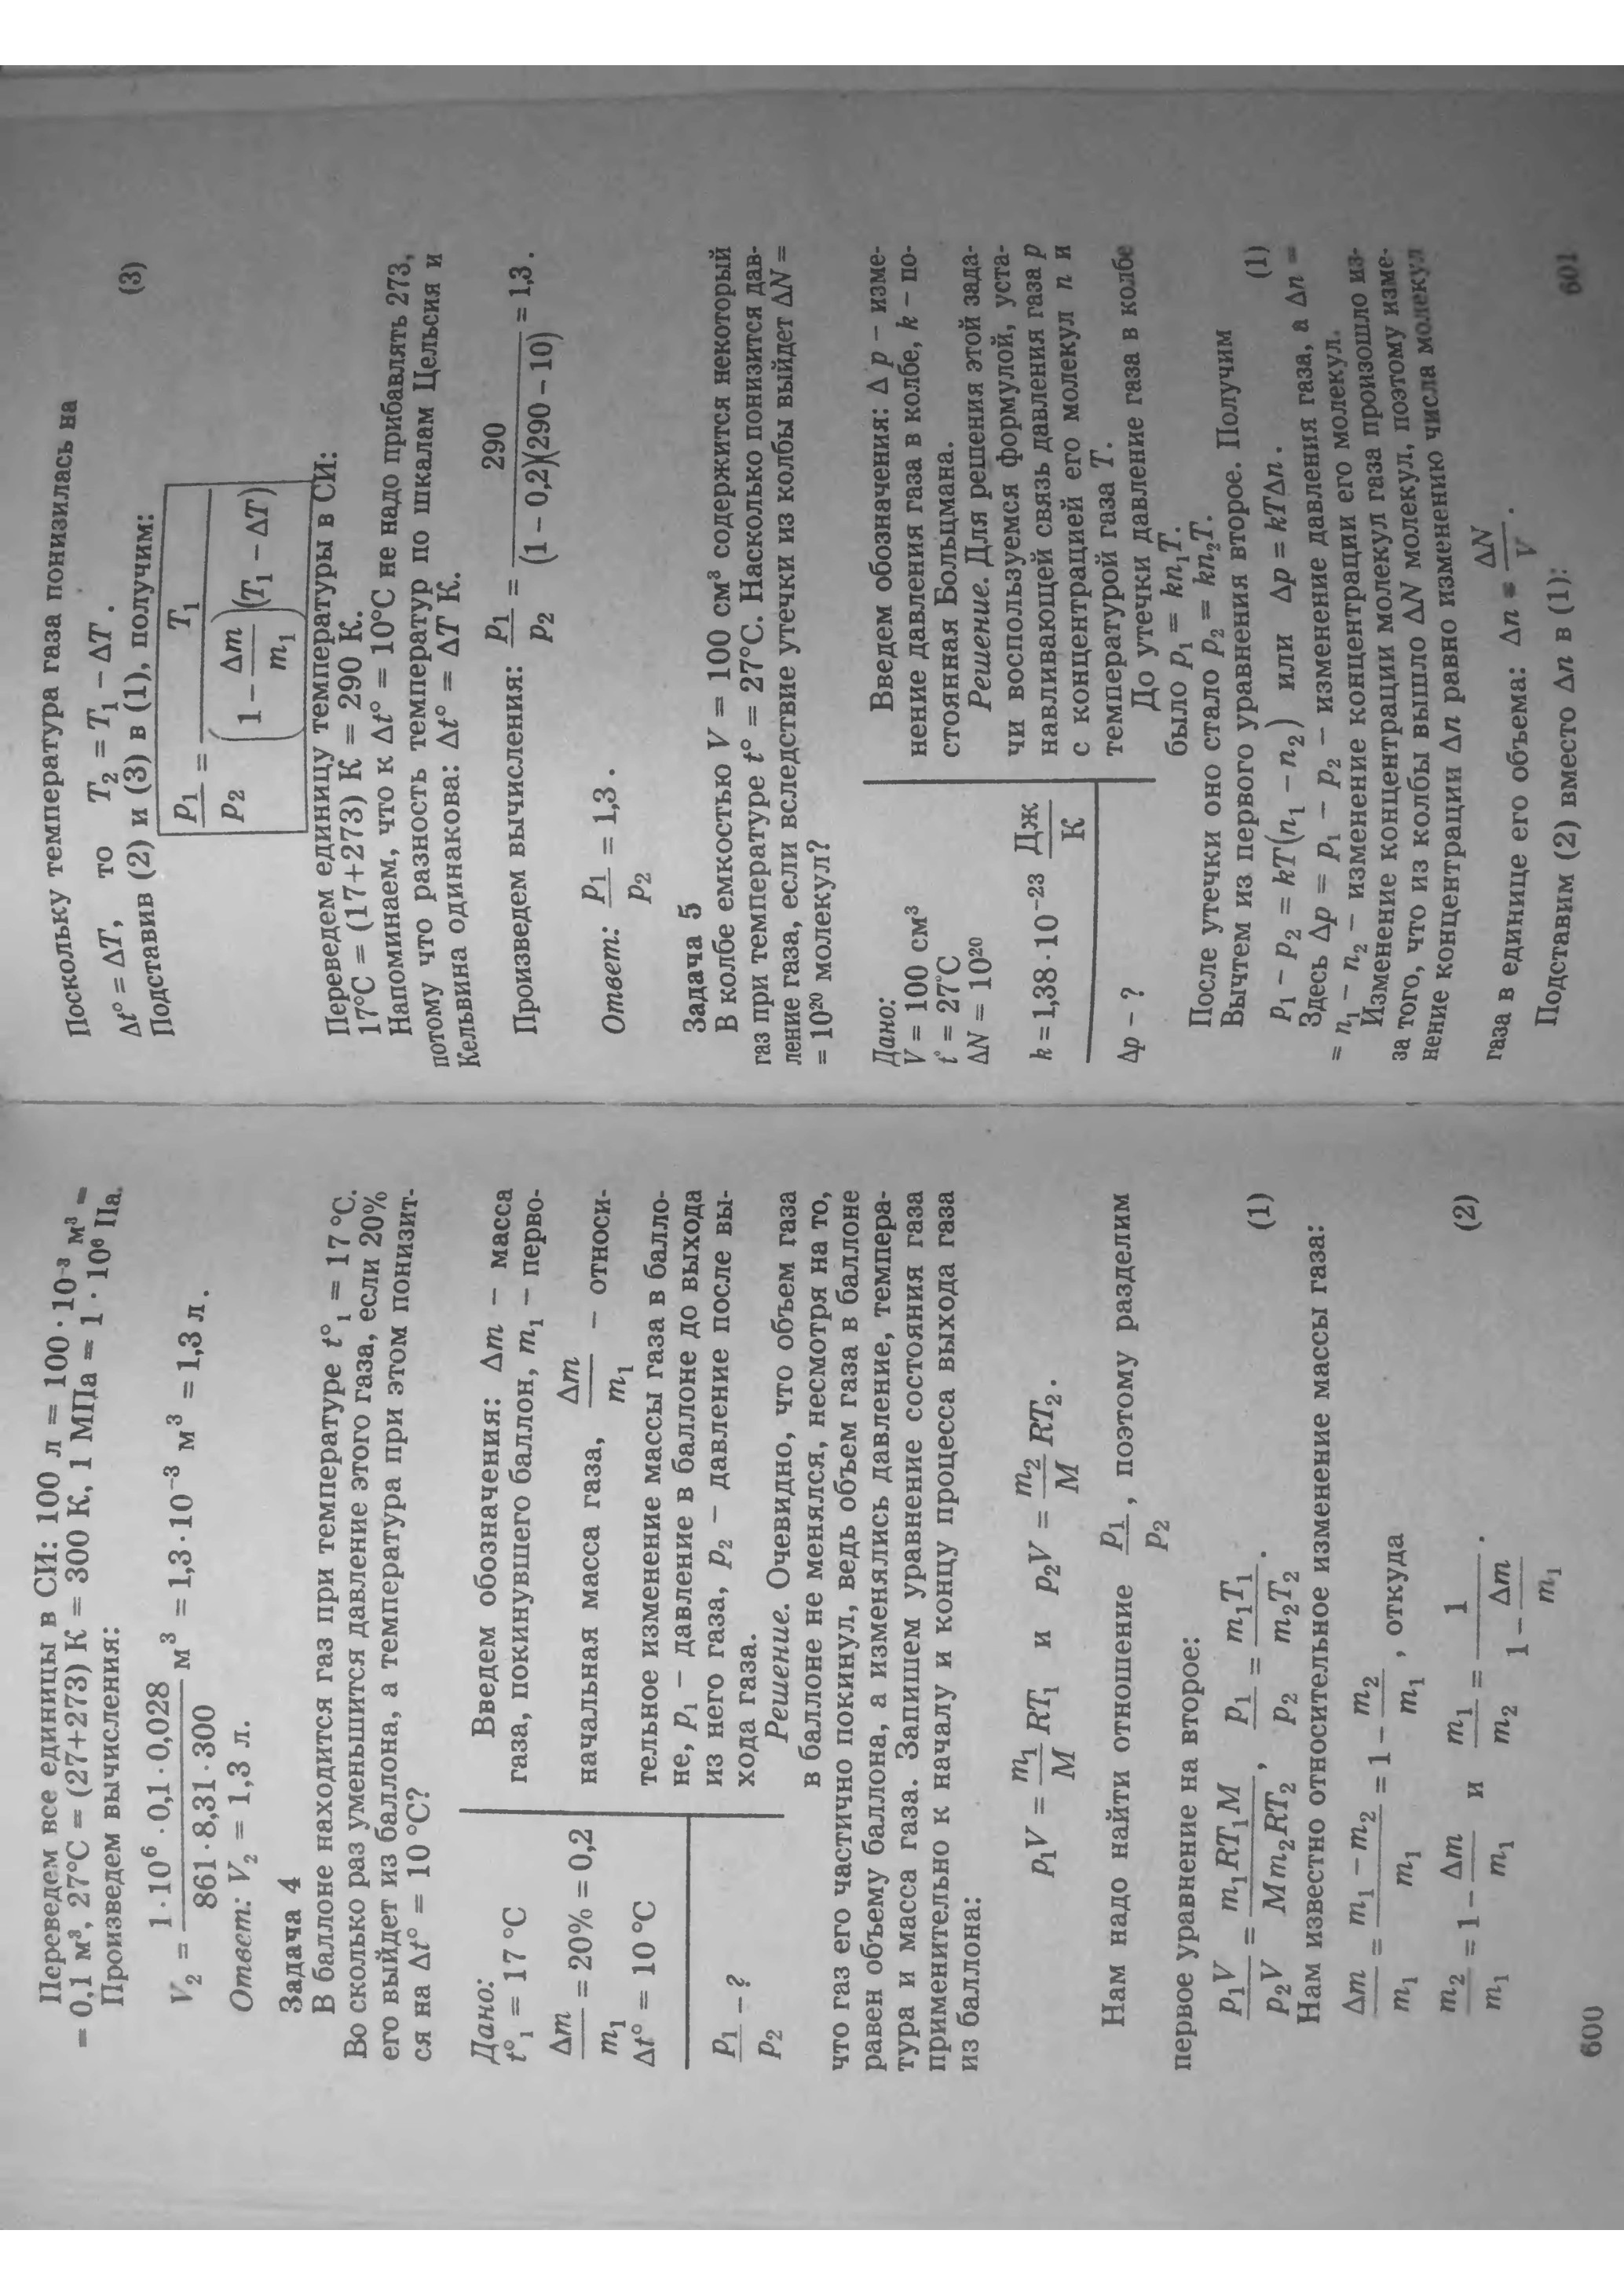 Переведем все единицы в СИ: 100 л = 100 · 10⁻³ м³ =
= 0,1 м³, 27°С = (27+273) К = 300 К, 1 МПа = 1 · 10⁶ Па.
Произведем вычисления:
V₂ = (1·10⁶·0,1·0,028)/(861·8,31·300) м³ = 1,3·10⁻³ м³ = 1,3 л.
Ответ: V₂ = 1,3 л.
Задача 4
В баллоне находится газ при температуре t°₁ = 17 °С.
Во сколько раз уменьшится давление этого газа, если 20%
его выйдет из баллона, а температура при этом понизит-
ся на Δt° = 10 °С?
Дано:
t°₁ = 17 °С
Δm/m₁ = 20% = 0,2
Δt° = 10 °С
p₁/p₂ – ?
Введем обозначения: Δm – масса
газа, покинувшего баллон, m₁ – перво-
начальная масса газа, Δm/m₁ – относи-
тельное изменение массы газа в балло-
не, p₁ – давление в баллоне до выхода
из него газа, p₂ – давление после вы-
хода газа.
Решение. Очевидно, что объем газа
в баллоне не менялся, несмотря на то,
что газ его частично покинул, ведь объем газа в баллоне
равен объему баллона, а изменялись давление, темпера-
тура и масса газа. Запишем уравнение состояния газа
применительно к началу и концу процесса выхода газа
из баллона:
p₁V = m₁/M RT₁ и p₂V = m₂/M RT₂.
Нам надо найти отношение p₁/p₂, поэтому разделим
первое уравнение на второе:
p₁V/p₂V = m₁RT₁M/Mm₂RT₂, p₁/p₂ = m₁T₁/m₂T₂. (1)
Нам известно относительное изменение массы газа:
Δm/m₁ = (m₁ – m₂)/m₁ = 1 – m₂/m₁, откуда
m₂/m₁ = 1 – Δm/m₁ и m₁/m₂ = 1/(1 – Δm/m₁). (2)
600
Поскольку температура газа понизилась на
Δt° = ΔT, то T₂ = T₁ – ΔT. (3)
Подставив (2) и (3) в (1), получим:
p₁/p₂ = T₁/((1 – Δm/m₁)(T₁ – ΔT))
Переведем единицу температуры в СИ:
17°С = (17+273) К = 290 К.
Напоминаем, что к Δt° = 10°С не надо прибавлять 273,
потому что разность температур по шкалам Цельсия и
Кельвина одинакова: Δt° = ΔT К.
Произведем вычисления: p₁/p₂ = 290/((1 – 0,2)(290 – 10)) = 1,3.
Ответ: p₁/p₂ = 1,3.
Задача 5
В колбе емкостью V = 100 см³ содержится некоторый
газ при температуре t° = 27°С. Насколько понизится дав-
ление газа, если вследствие утечки из колбы выйдет ΔN =
= 10²⁰ молекул?
Дано:
V = 100 см³
t° = 27°С
ΔN = 10²⁰
k = 1,38·10⁻²³ Дж/К
Δp – ?
Введем обозначения: Δp – изме-
нение давления газа в колбе, k – по-
стоянная Больцмана.
Решение. Для решения этой зада-
чи воспользуемся формулой, уста-
навливающей связь давления газа p
с концентрацией его молекул n и
температурой газа T.
До утечки давление газа в колбе
было p₁ = kn₁T.
После утечки оно стало p₂ = kn₂T.
Вычтем из первого уравнения второе. Получим
p₁ – p₂ = kT(n₁ – n₂) или Δp = kTΔn. (1)
Здесь Δp = p₁ – p₂ – изменение давления газа, а Δn =
= n₁ – n₂ – изменение концентрации его молекул.
Изменение концентрации молекул газа произошло из-
за того, что из колбы вышло ΔN молекул, поэтому изме-
нение концентрации Δn равно изменению числа молекул
газа в единице его объема: Δn = ΔN/V.
Подставим (2) вместо Δn в (1):
601